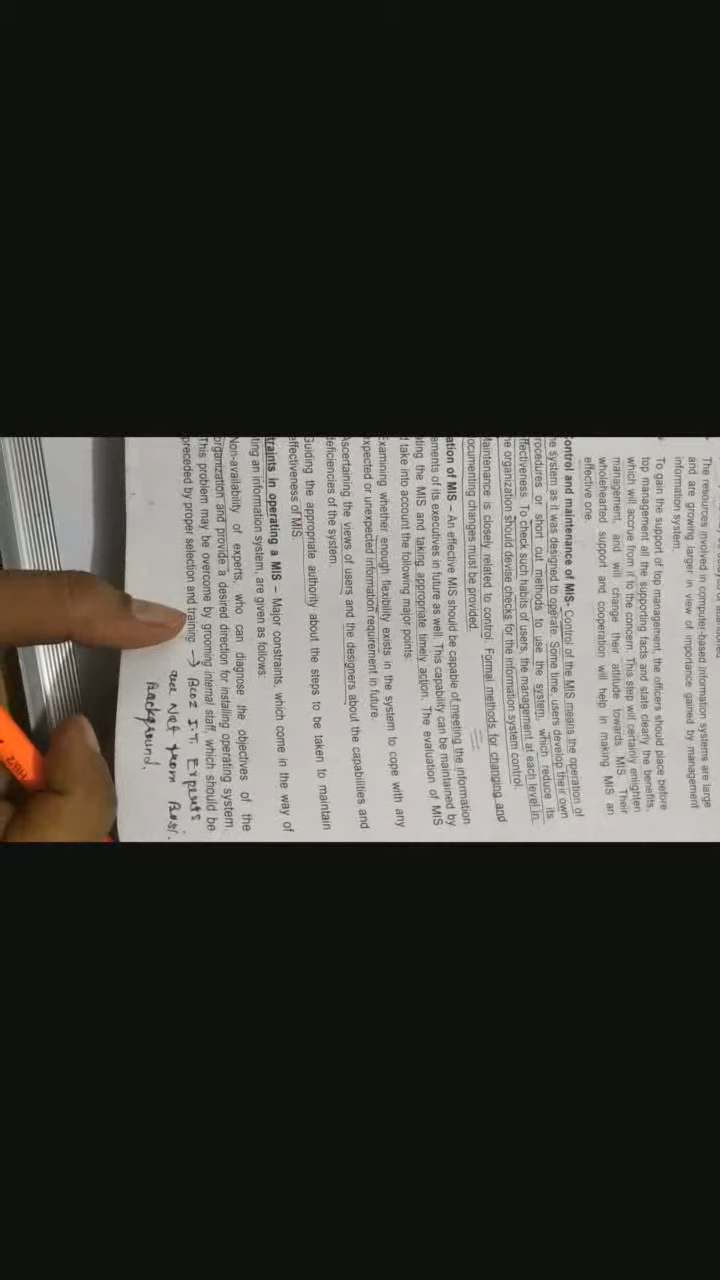 The resources involved in computer-based information systems are large
and are growing larger in view of importance gained by management
information system.
To gain the support of top management, the officers should place before
top management all the supporting facts and state clearly the benefits,
which will accrue from it to the concern. This step will certainly enlighten
management, and will change their attitude towards MIS. Their
wholehearted support and cooperation will help in making MIS an
effective one.
ontrol and maintenance of MIS- Control of the MIS means the operation of
he system as it was designed to operate. Some time, users develop their own
rocedures or short cut methods to use the system, which reduce its
ffectiveness. To check such habits of users, the management at each level in
he organization should devise checks for the information system control.
Maintenance is closely related to control. Formal methods for changing and
ocumenting changes must be provided.
ation of MIS – An effective MIS should be capable of meeting the information
ements of its executives in future as well. This capability can be maintained by
ating the MIS and taking appropriate timely action. The evaluation of MIS
d take into account the following major points:
Examining whether enough flexibility exists in the system to cope with any
xpected or unexpected information requirement in future.
Ascertaining the views of users and the designers about the capabilities and
deficiencies of the system.
Guiding the appropriate authority about the steps to be taken to maintain
effectiveness of MIS.
traints in operating a MIS – Major constraints, which come in the way of
ting an information system, are given as follows:
Non-availability of experts, who can diagnose the objectives of the
organization and provide a desired direction for installing operating system.
This problem may be overcome by grooming internal staff, which should be
preceded by proper selection and training → Bcoz I.T. Experts
are Not from Busi.
Background.